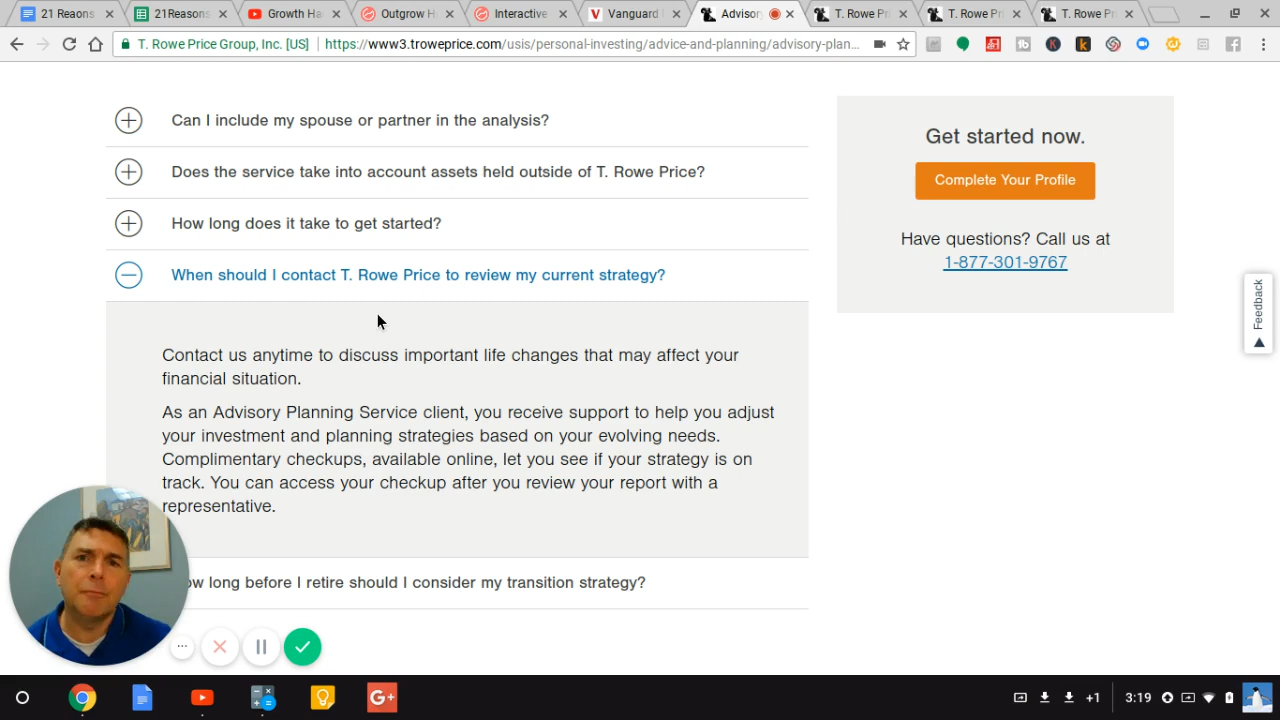 21 Reaons
21Reasons
Growth Ha
Outgrow H
Interactive
Vanguard
Advisory
T. Rowe Pr
T. Rowe Pri
T. Rowe Pr
T. Rowe Price Group, Inc. [US]
https://www3.troweprice.com/usis/personal-investing/advice-and-planning/advisory-plan...
Can I include my spouse or partner in the analysis?
Does the service take into account assets held outside of T. Rowe Price?
How long does it take to get started?
When should I contact T. Rowe Price to review my current strategy?
Contact us anytime to discuss important life changes that may affect your
financial situation.
As an Advisory Planning Service client, you receive support to help you adjust
your investment and planning strategies based on your evolving needs.
Complimentary checkups, available online, let you see if your strategy is on
track. You can access your checkup after you review your report with a
representative.
ow long before I retire should I consider my transition strategy?
Get started now.
Complete Your Profile
Have questions? Call us at
1-877-301-9767
Feedback
G+
+1
3:19